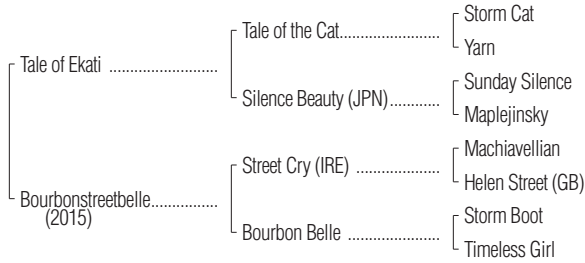 Storm Cat
Tale of the Cat..................
Yarn
Tale of Ekati ....................
Sunday Silence
Silence Beauty (JPN)...........
Maplejinsky
Machiavellian
Street Cry (IRE) ..................
Helen Street (GB)
Bourbonstreetbelle...............
(2015)
Storm Boot
Bourbon Belle ....................
Timeless Girl